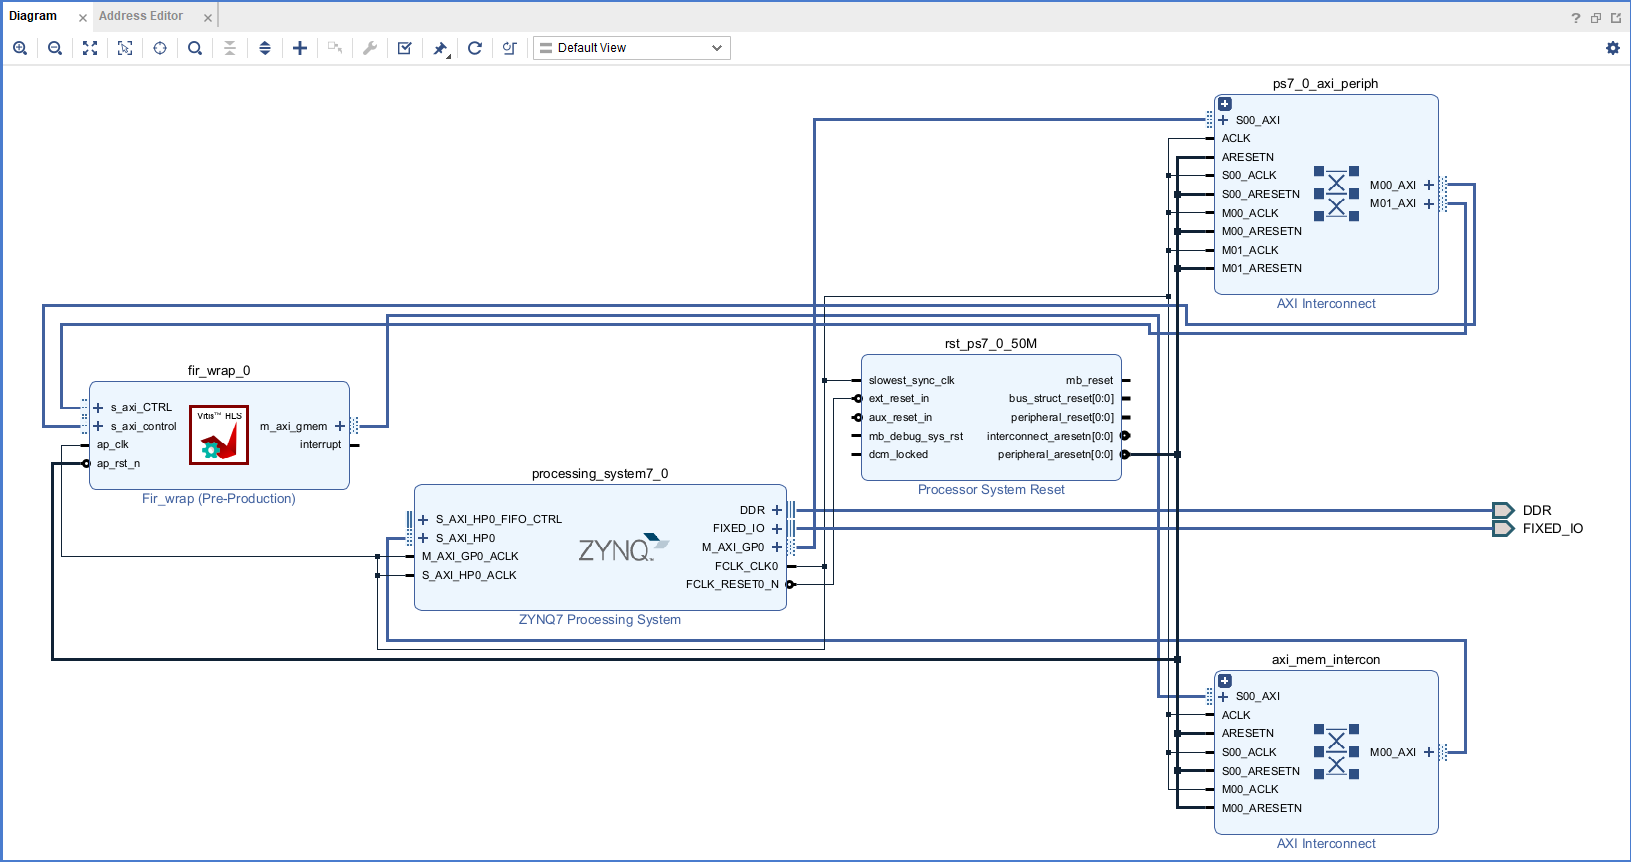 Diagram
Address Editor
Default View
ps7_0_axi_periph
S00_AXI
ACLK
ARESETN
S00_ACLK
S00_ARESETN
M00_ACLK
M00_ARESETN
M01_ACLK
M01_ARESETN
M00_AXI
M01_AXI
AXI Interconnect
rst_ps7_0_50M
slowest_sync_clk
ext_reset_in
aux_reset_in
mb_debug_sys_rst
dcm_locked
mb_reset
bus_struct_reset[0:0]
peripheral_reset[0:0]
interconnect_aresetn[0:0]
peripheral_aresetn[0:0]
Processor System Reset
fir_wrap_0
s_axi_CTRL
s_axi_control
ap_clk
ap_rst_n
Vitis™ HLS
m_axi_gmem
interrupt
Fir_wrap (Pre-Production)
processing_system7_0
S_AXI_HP0_FIFO_CTRL
S_AXI_HP0
M_AXI_GP0_ACLK
S_AXI_HP0_ACLK
ZYNQ
DDR
FIXED_IO
M_AXI_GP0
FCLK_CLK0
FCLK_RESET0_N
ZYNQ7 Processing System
DDR
FIXED_IO
axi_mem_intercon
S00_AXI
ACLK
ARESETN
S00_ACLK
S00_ARESETN
M00_ACLK
M00_ARESETN
M00_AXI
AXI Interconnect